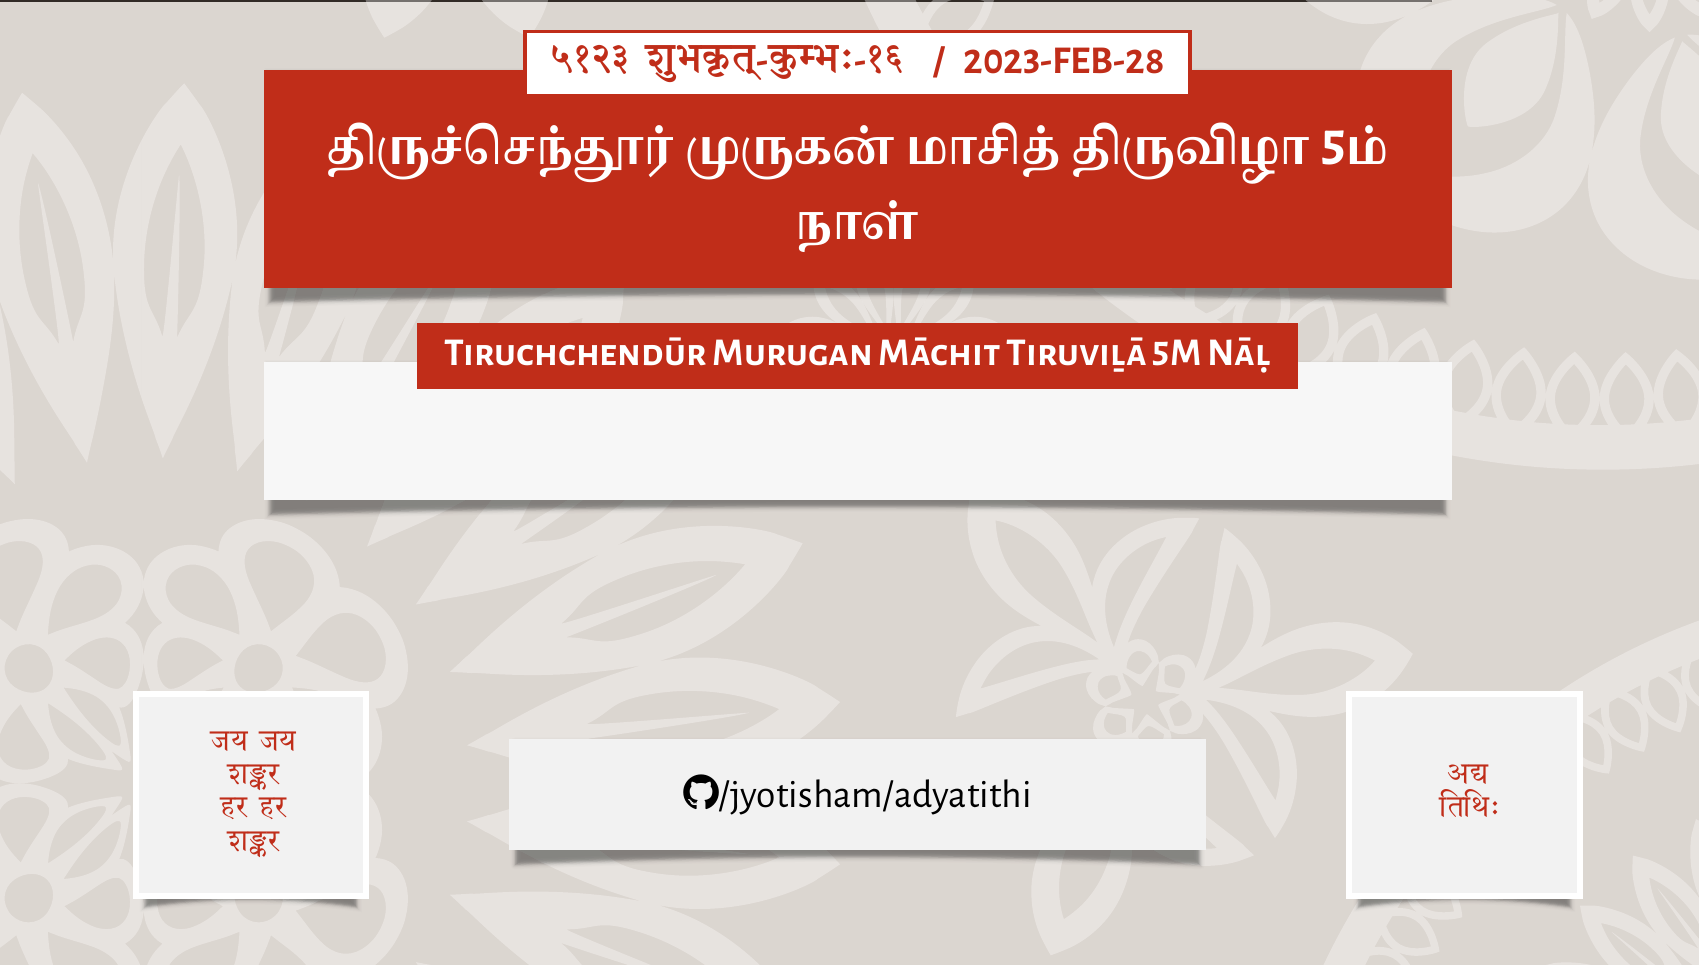 ५१२३ शुभकृत्-कुम्भः-१६ / 2023-FEB-28
திருச்செந்தூர் முருகன் மாசித் திருவிழா 5ம்
நாள்
Tiruchchendūr Murugan Māchit Tiruviḻā 5M Nāḷ
जय जय
शङ्कर
हर हर
शङ्कर
/jyotisham/adyatithi
अद्य
तिथिः